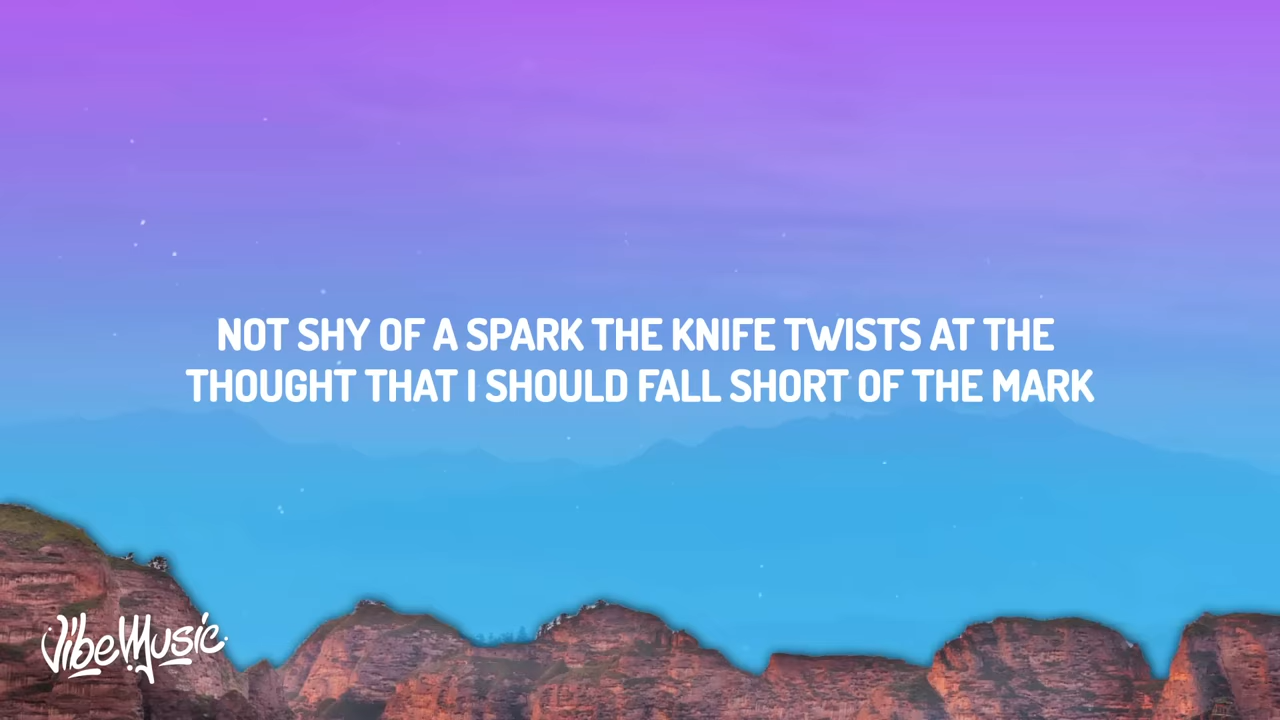 NOT SHY OF A SPARK THE KNIFE TWISTS AT THE
THOUGHT THAT I SHOULD FALL SHORT OF THE MARK
VibeMusic